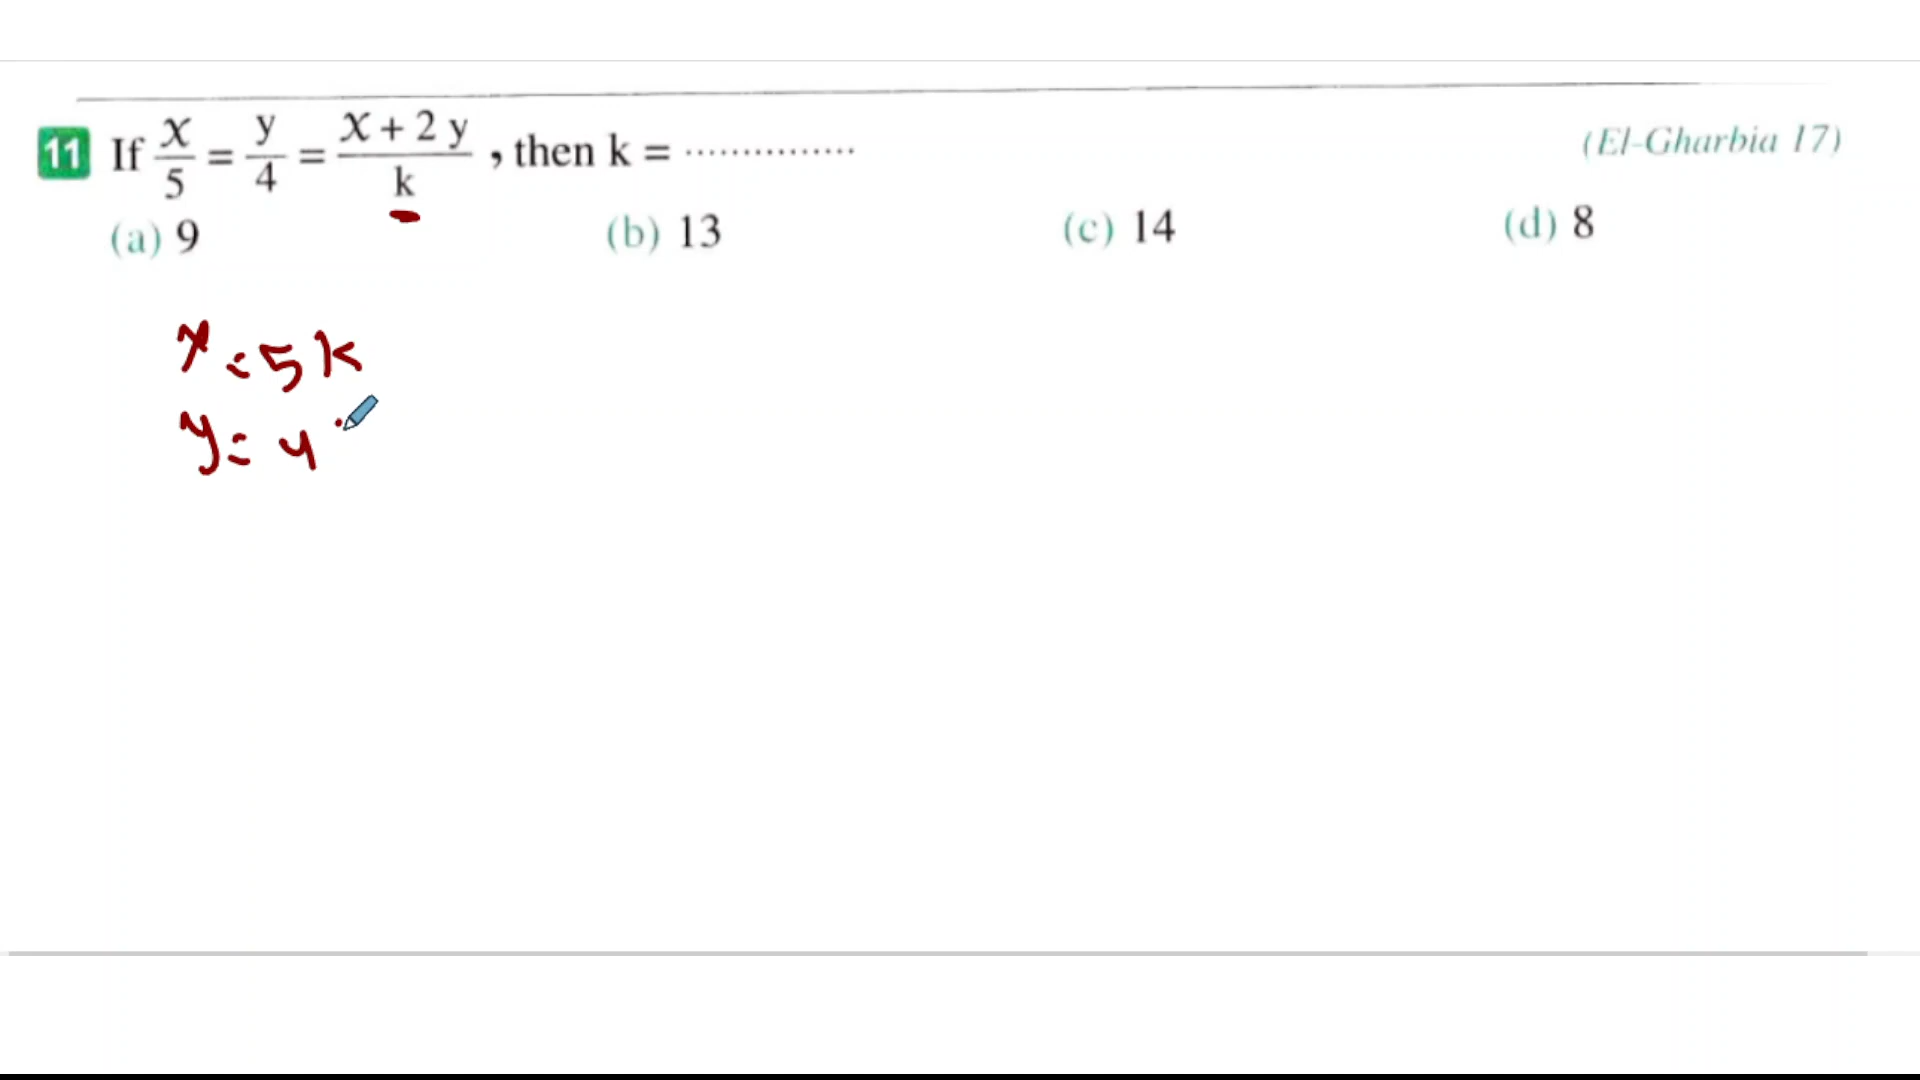 11 If x/5 = y/4 = (x + 2 y)/k , then k = ............... (El-Gharbia 17)
(a) 9 (b) 13 (c) 14 (d) 8
x = 5k
y = 4